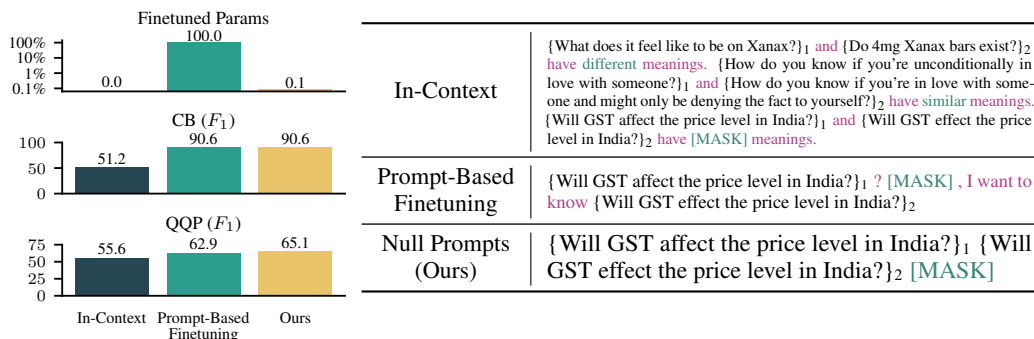 Finetuned Params
100%
10%
1%
0.1%
0.0
100.0
0.1
CB (F1)
100
50
0
51.2
90.6
90.6
QQP (F1)
75
50
25
0
55.6
62.9
65.1
In-Context
Prompt-Based
Finetuning
Ours
In-Context
{What does it feel like to be on Xanax?}1 and {Do 4mg Xanax bars exist?}2
have different meanings. {How do you know if you're unconditionally in
love with someone?}1 and {How do you know if you're in love with some-
one and might only be denying the fact to yourself?}2 have similar meanings.
{Will GST affect the price level in India?}1 and {Will GST effect the price
level in India?}2 have [MASK] meanings.
Prompt-Based
Finetuning
{Will GST affect the price level in India?}1 ? [MASK] , I want to
know {Will GST effect the price level in India?}2
Null Prompts
(Ours)
{Will GST affect the price level in India?}1 {Will
GST effect the price level in India?}2 [MASK]